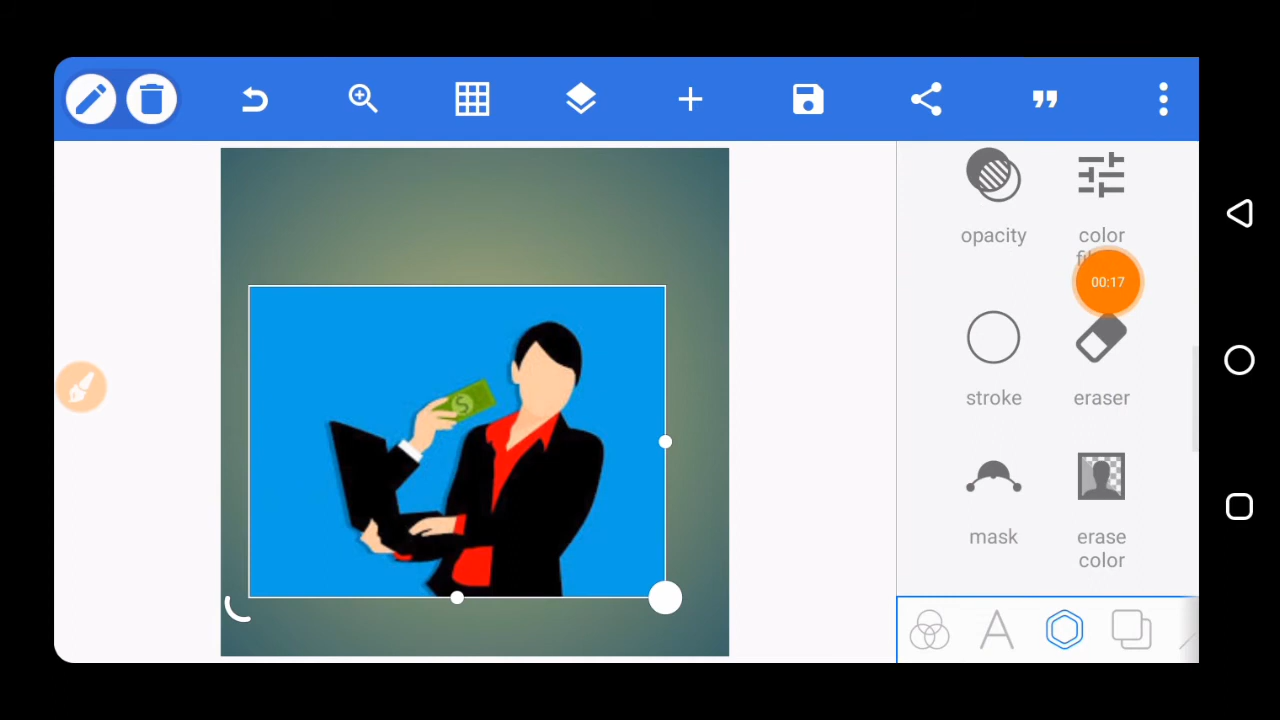 opacity
color
00:17
stroke
eraser
mask
erase
color